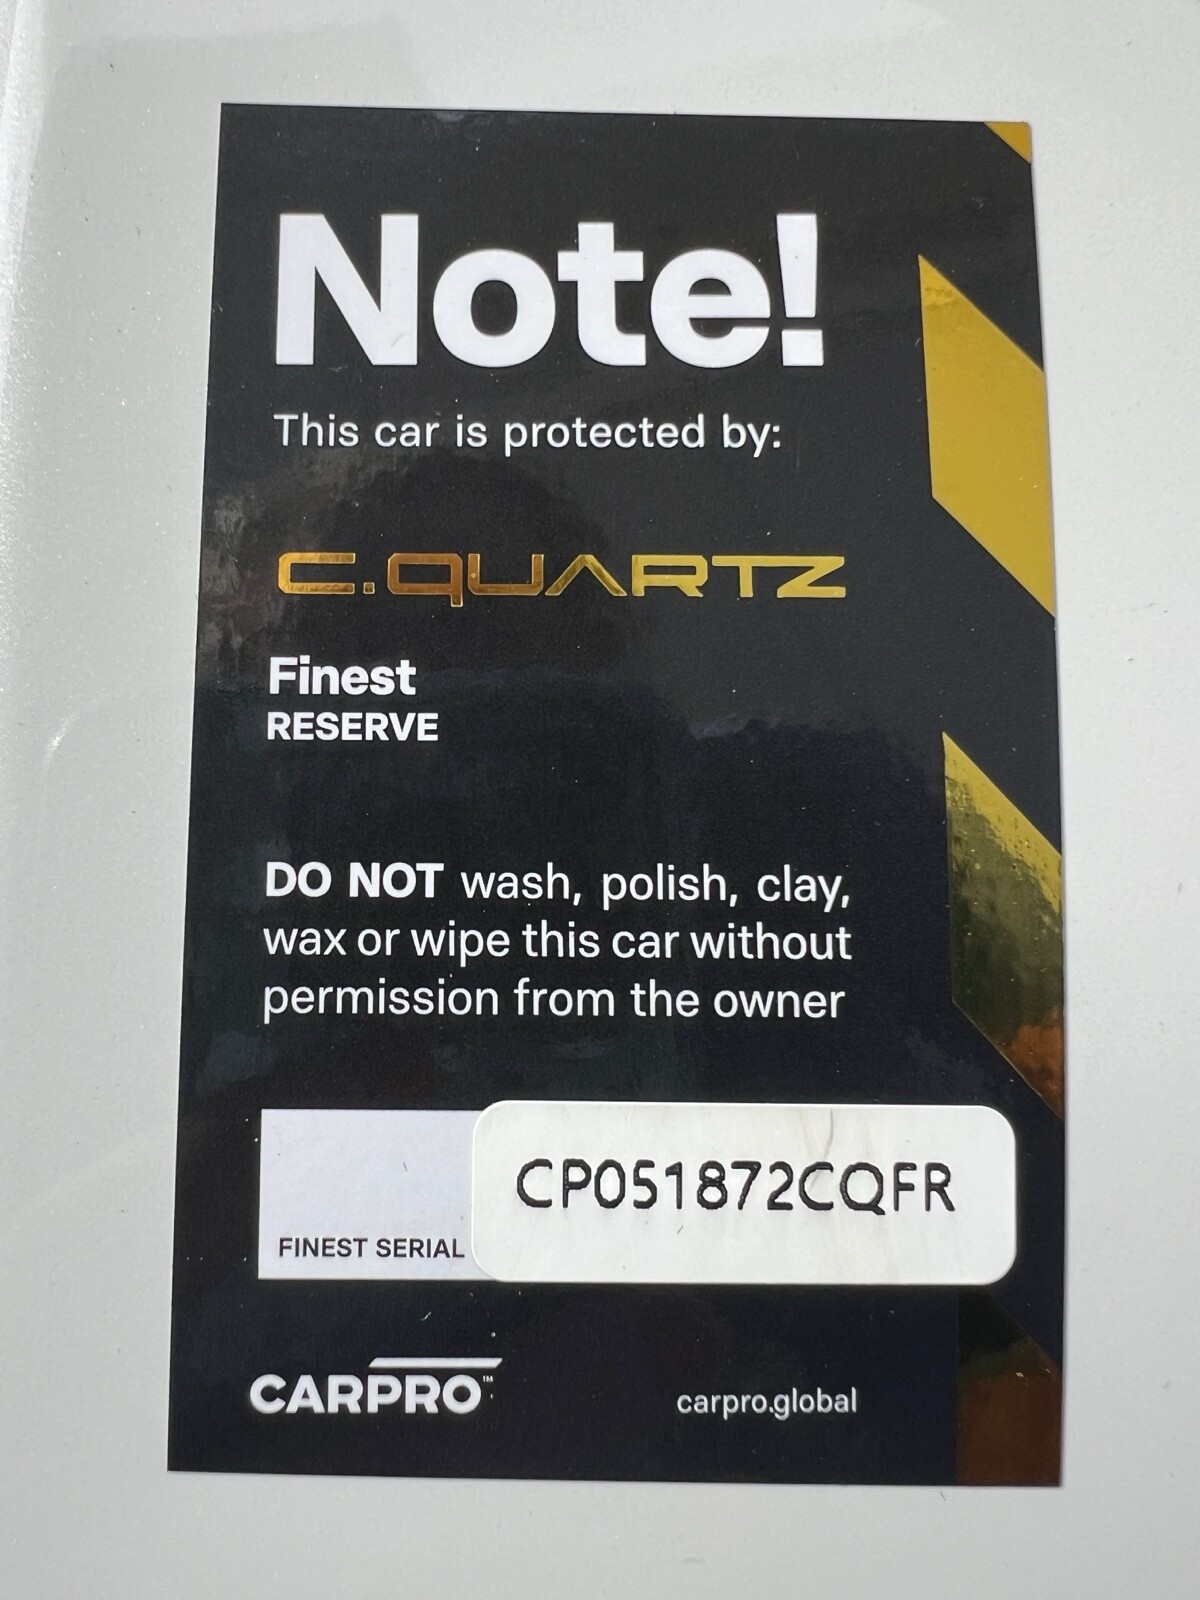 Note!
This car is protected by:
C.QUARTZ
Finest
RESERVE
DO NOT wash, polish, clay,
wax or wipe this car without
permission from the owner
CP051872CQFR
FINEST SERIAL
CARPRO™
carpro.global